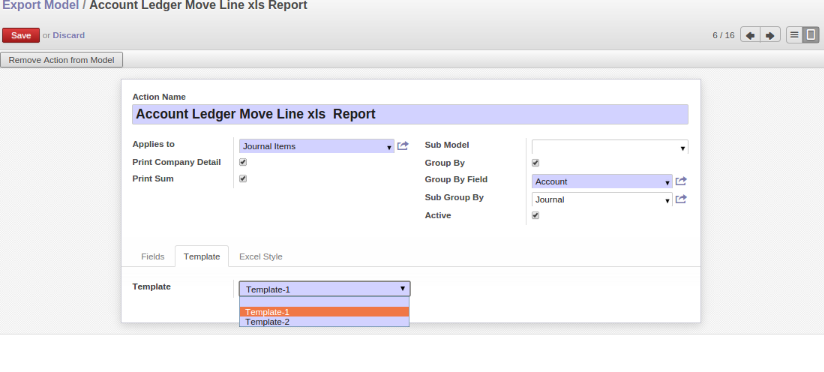 Export Model / Account Ledger Move Line xls Report
Save or Discard
6 / 16
Remove Action from Model
Action Name
Account Ledger Move Line xls  Report
Applies to
Journal Items
Print Company Detail
Print Sum
Sub Model
Group By
Group By Field
Account
Sub Group By
Journal
Active
Fields
Template
Excel Style
Template
Template-1
Template-1
Template-2